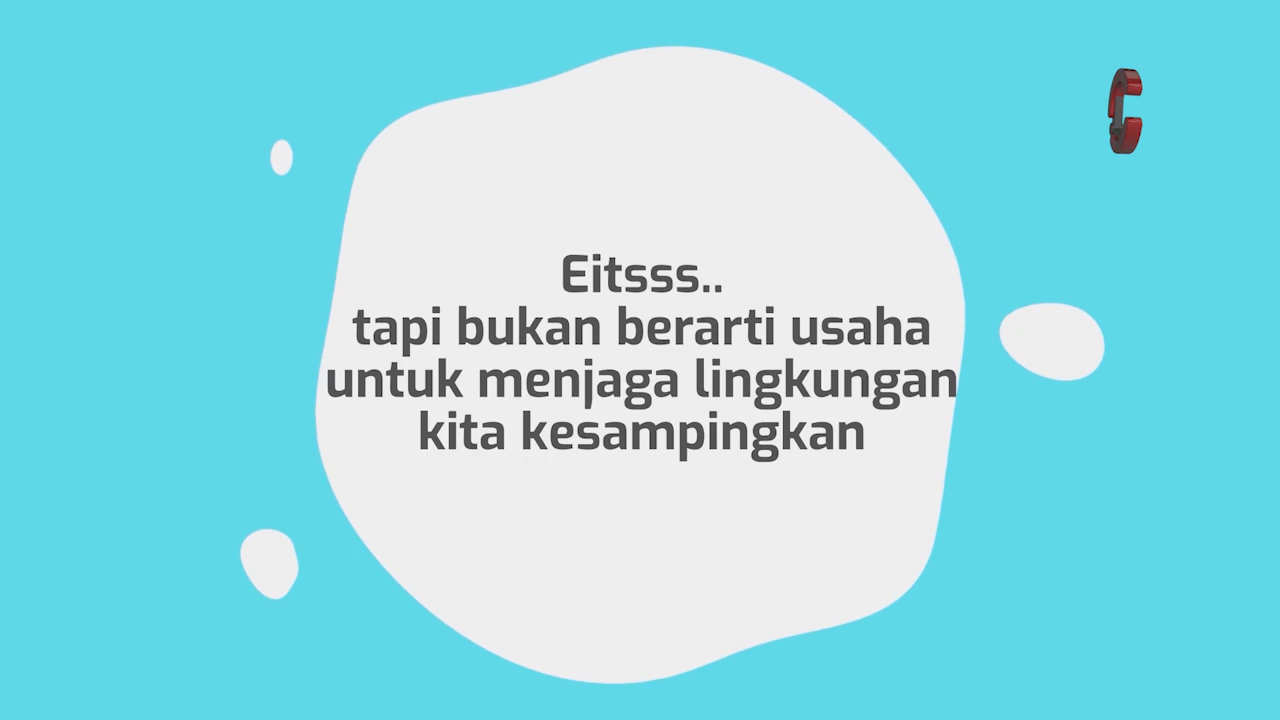 Eitsss..
tapi bukan berarti usaha
untuk menjaga lingkungan
kita kesampingkan